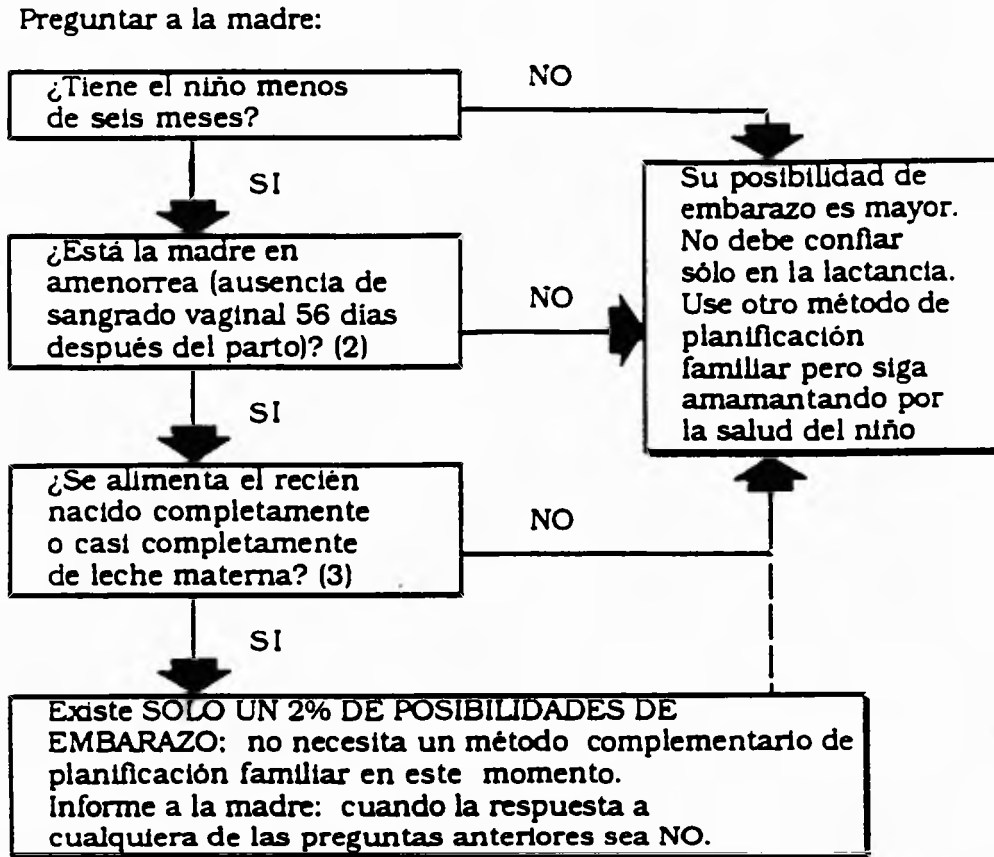 Preguntar a la madre:
¿Tiene el niño menos
de seis meses?
NO
SI
¿Está la madre en
amenorrea (ausencia de
sangrado vaginal 56 días
después del parto)? (2)
NO
SI
¿Se alimenta el recién
nacido completamente
o casi completamente
de leche materna? (3)
NO
SI
Su posibilidad de
embarazo es mayor.
No debe confiar
sólo en la lactancia.
Use otro método de
planificación
familiar pero siga
amamantando por
la salud del niño
Existe SOLO UN 2% DE POSIBILIDADES DE
EMBARAZO: no necesita un método complementario de
planificación familiar en este momento.
Informe a la madre: cuando la respuesta a
cualquiera de las preguntas anteriores sea NO.